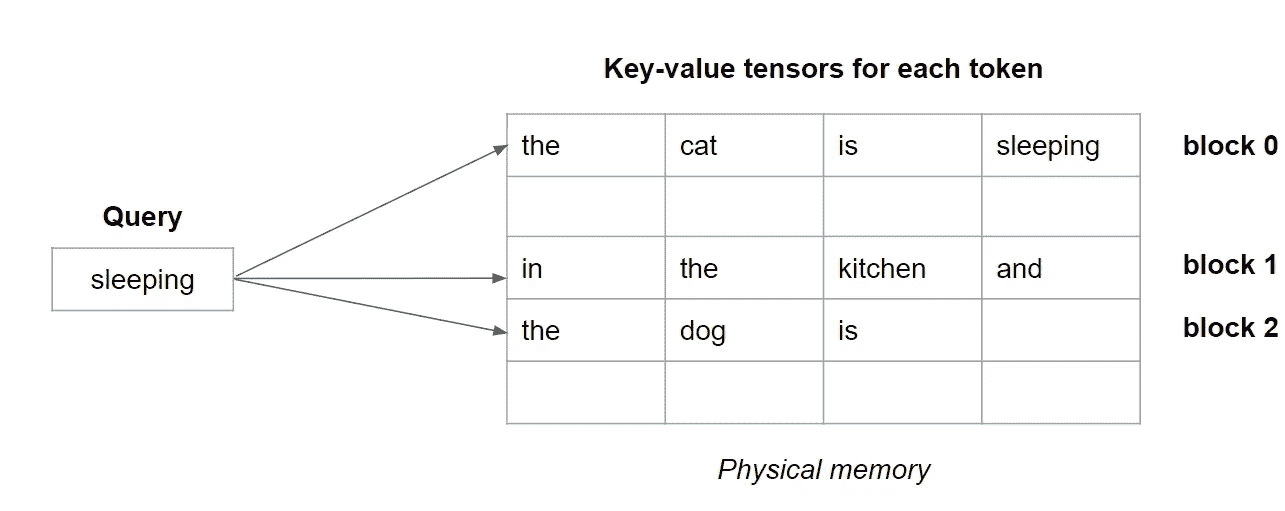 Key-value tensors for each token
the cat is sleeping block 0
Query
sleeping
in the kitchen and block 1
the dog is block 2
Physical memory